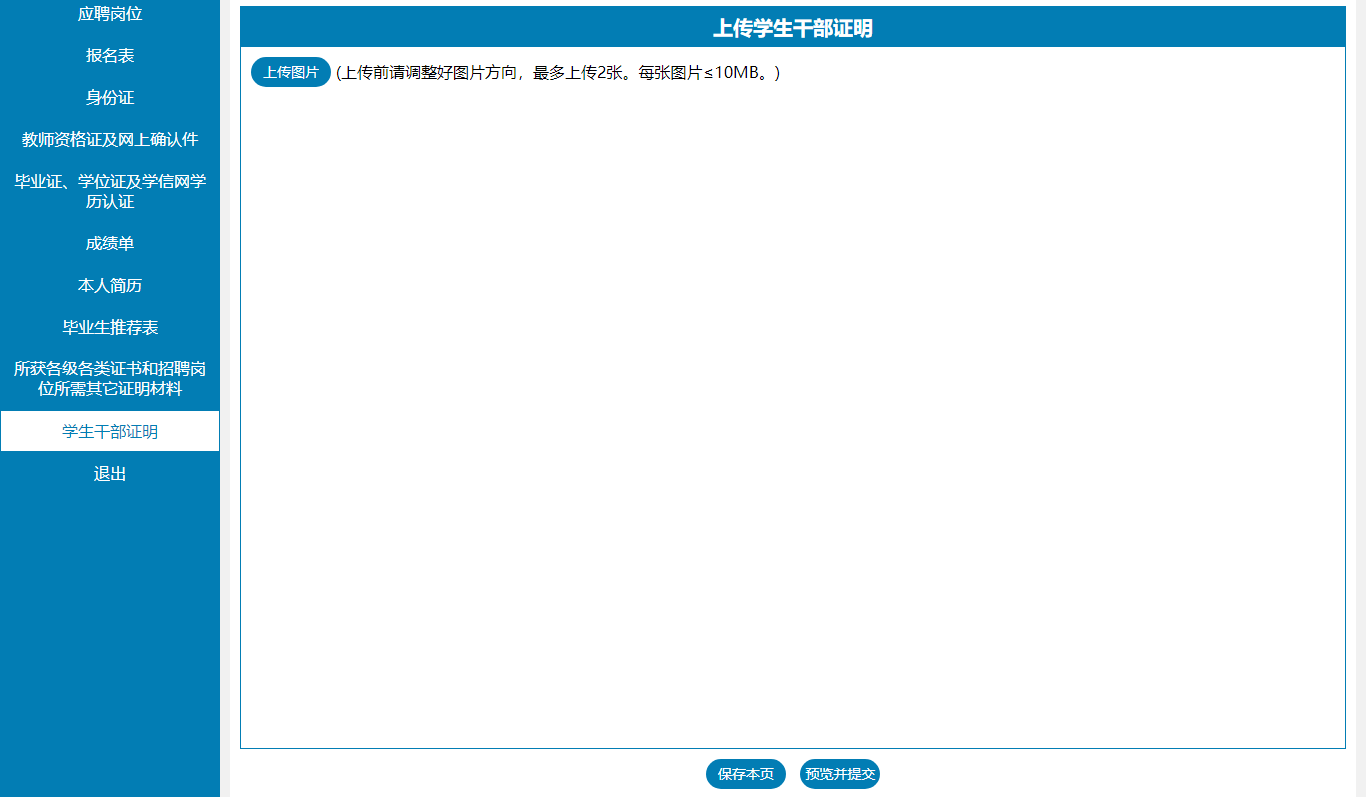 应聘岗位
报名表
身份证
教师资格证及网上确认件
毕业证、学位证及学信网学
历认证
成绩单
本人简历
毕业生推荐表
所获各级各类证书和招聘岗
位所需其它证明材料
学生干部证明
退出
上传学生干部证明
上传图片 (上传前请调整好图片方向，最多上传2张。每张图片≤10MB。)
保存本页 预览并提交